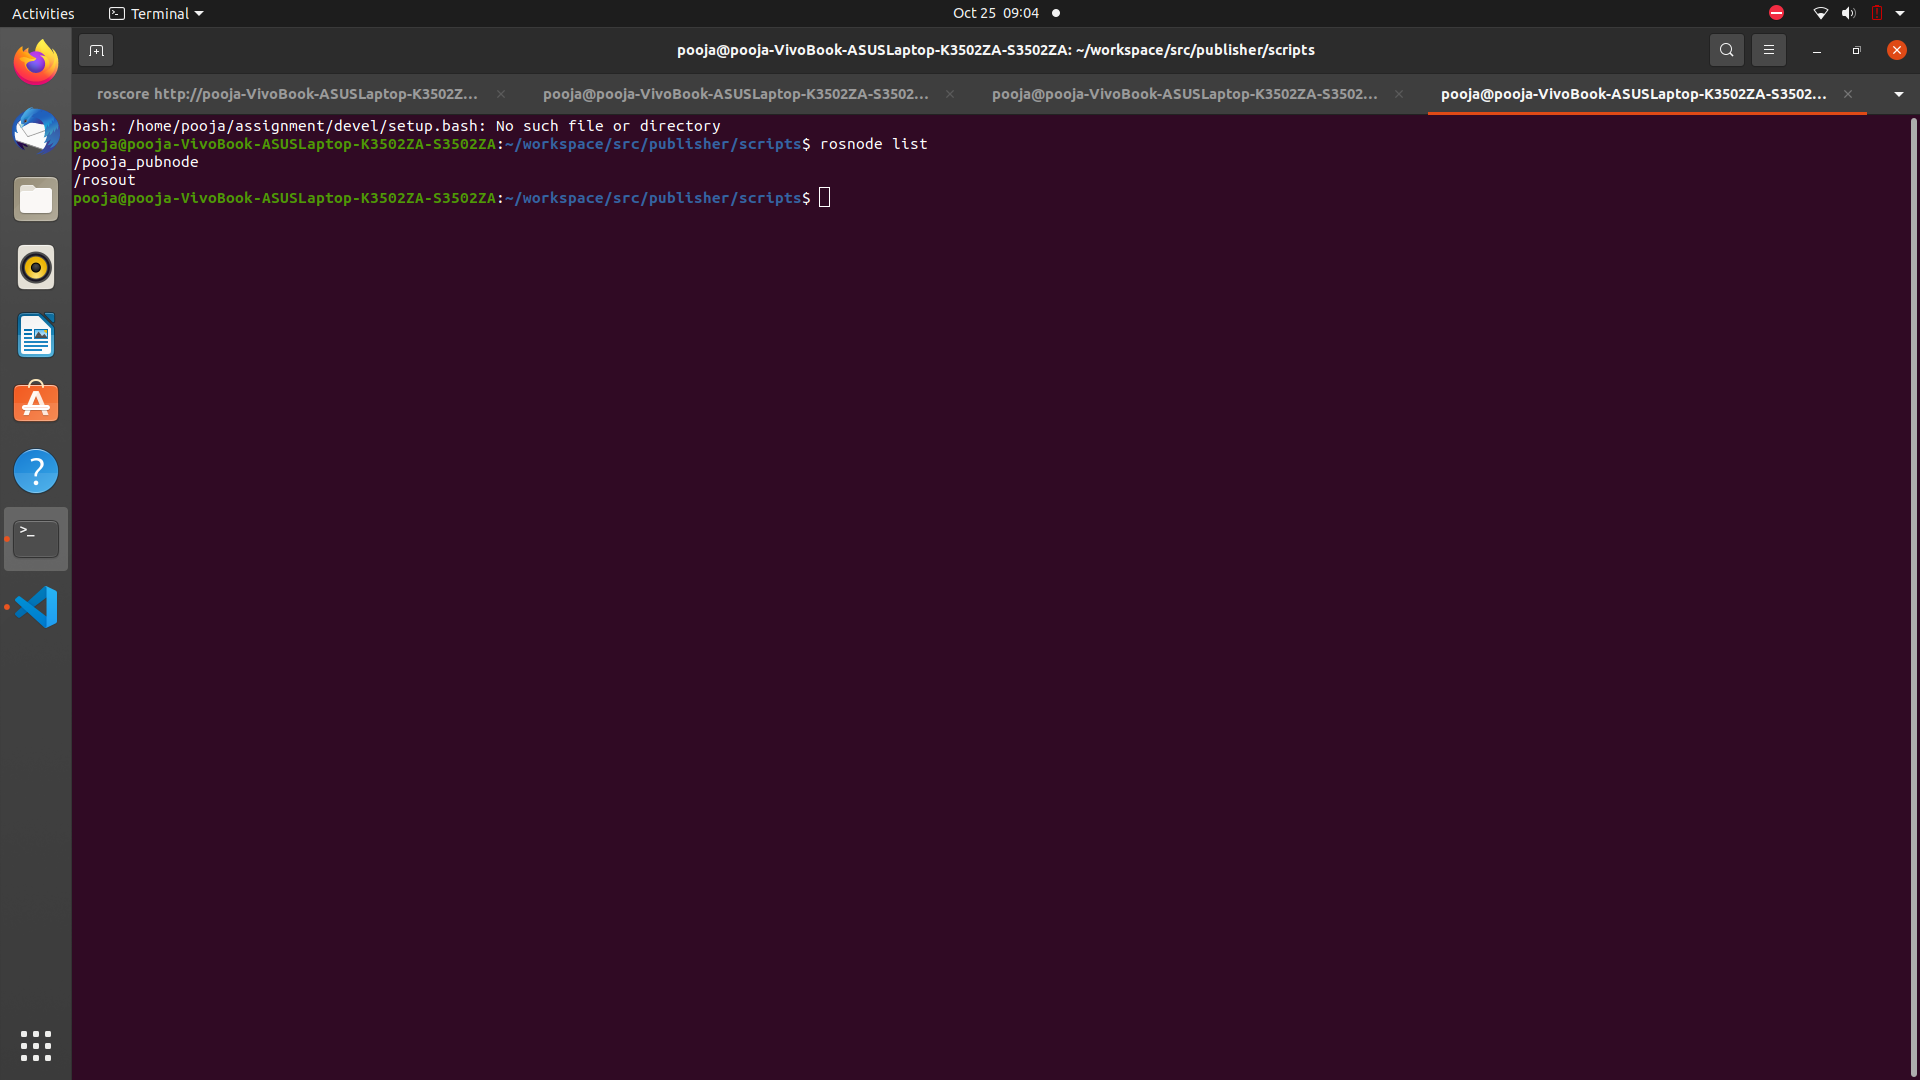 Activities
Terminal
Oct 25 09:04
pooja@pooja-VivoBook-ASUSLaptop-K3502ZA-S3502ZA: ~/workspace/src/publisher/scripts
roscore http://pooja-VivoBook-ASUSLaptop-K3502Z...
pooja@pooja-VivoBook-ASUSLaptop-K3502ZA-S3502...
pooja@pooja-VivoBook-ASUSLaptop-K3502ZA-S3502...
pooja@pooja-VivoBook-ASUSLaptop-K3502ZA-S3502...
bash: /home/pooja/assignment/devel/setup.bash: No such file or directory
pooja@pooja-VivoBook-ASUSLaptop-K3502ZA-S3502ZA:~/workspace/src/publisher/scripts$ rosnode list
/pooja_pubnode
/rosout
pooja@pooja-VivoBook-ASUSLaptop-K3502ZA-S3502ZA:~/workspace/src/publisher/scripts$